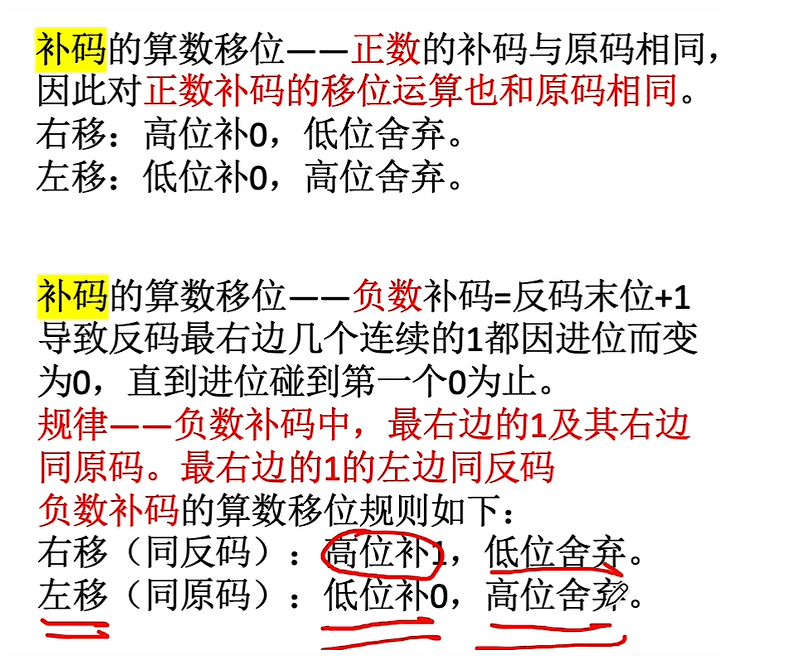 补码的算数移位——正数的补码与原码相同，
因此对正数补码的移位运算也和原码相同。
右移：高位补0，低位舍弃。
左移：低位补0，高位舍弃。
补码的算数移位——负数补码=反码末位+1
导致反码最右边几个连续的1都因进位而变
为0，直到进位碰到第一个0为止。
规律——负数补码中，最右边的1及其右边
同原码。最右边的1的左边同反码
负数补码的算数移位规则如下：
右移（同反码）：高位补1，低位舍弃。
左移（同原码）：低位补0，高位舍弃。